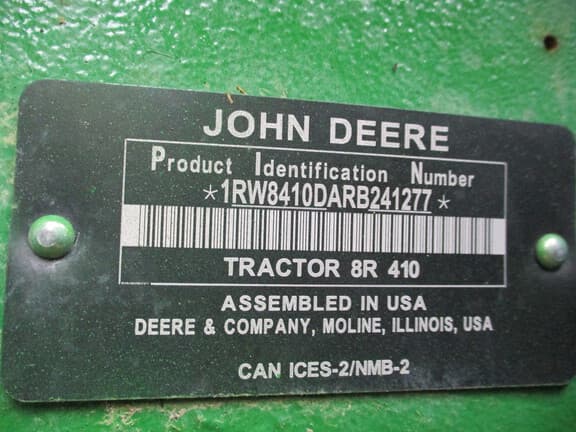 JOHN DEERE
Product Identification Number
*1RW8410DARB241277*
TRACTOR 8R 410
ASSEMBLED IN USA
DEERE & COMPANY, MOLINE, ILLINOIS, USA
CAN ICES-2/NMB-2